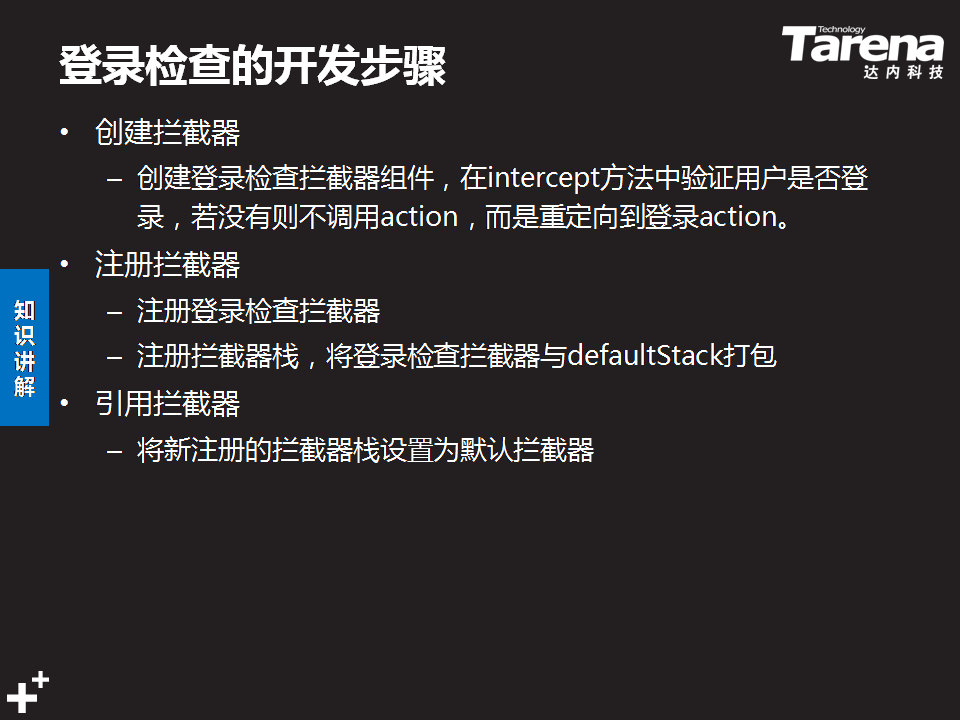 登录检查的开发步骤
Technology
Tarena
达内科技
• 创建拦截器
– 创建登录检查拦截器组件，在intercept方法中验证用户是否登
录，若没有则不调用action，而是重定向到登录action。
• 注册拦截器
– 注册登录检查拦截器
– 注册拦截器栈，将登录检查拦截器与defaultStack打包
• 引用拦截器
– 将新注册的拦截器栈设置为默认拦截器
知
识
讲
解